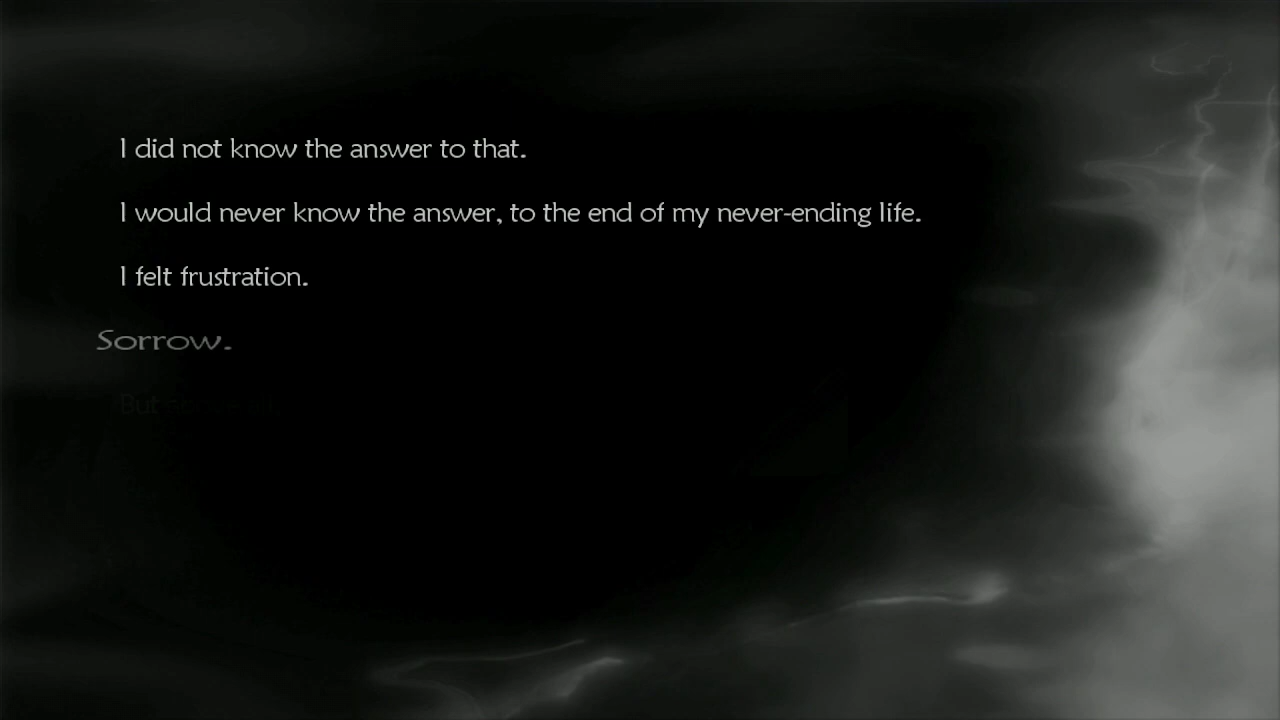 I did not know the answer to that.
I would never know the answer, to the end of my never-ending life.
I felt frustration.
Sorrow.
But